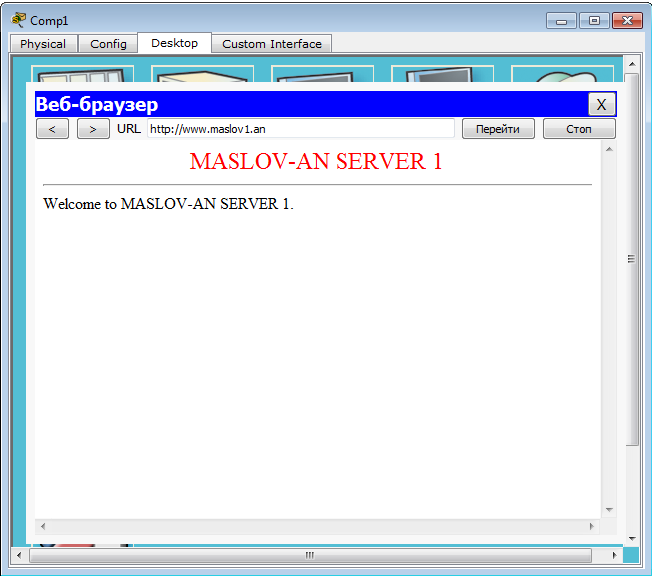 Comp1
Physical Config Desktop Custom Interface
Веб-браузер X
< > URL http://www.maslov1.an Перейти Стоп
MASLOV-AN SERVER 1
Welcome to MASLOV-AN SERVER 1.